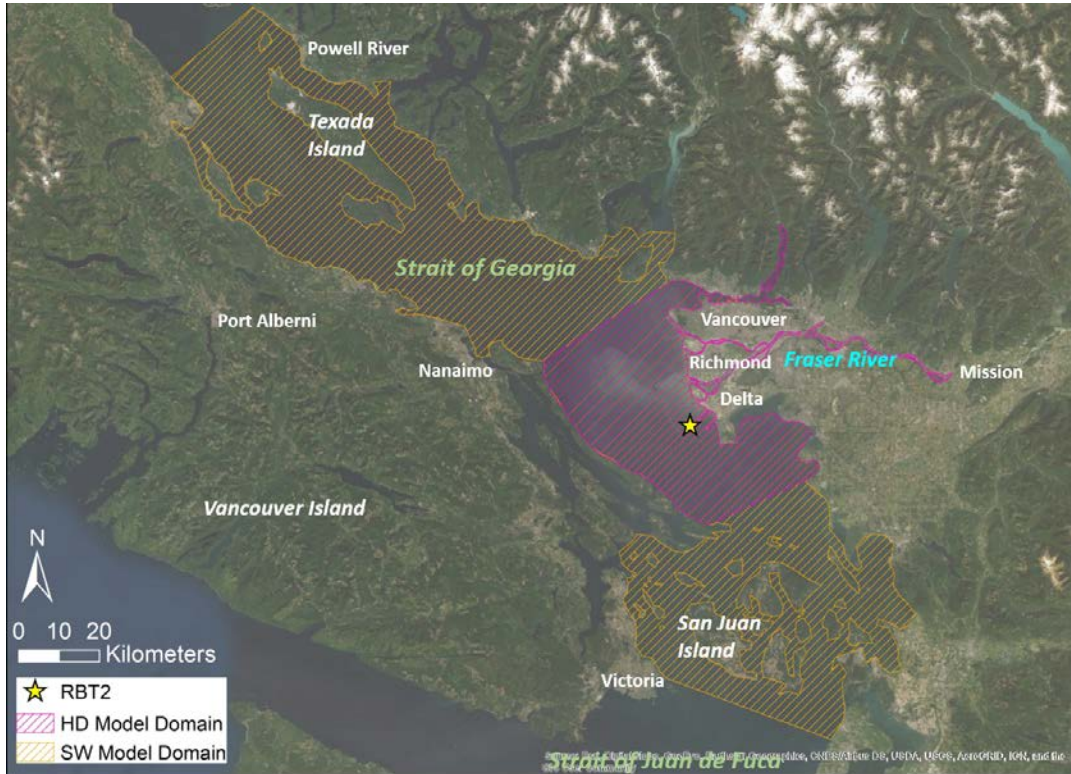 Powell River
Texada
Island
Strait of Georgia
Port Alberni
Vancouver
Nanaimo
Richmond
Fraser River
Mission
Delta
Vancouver Island
N
San Juan
Island
0 10 20
Kilometers
Victoria
RBT2
HD Model Domain
SW Model Domain
Strait of Juan de Fuca